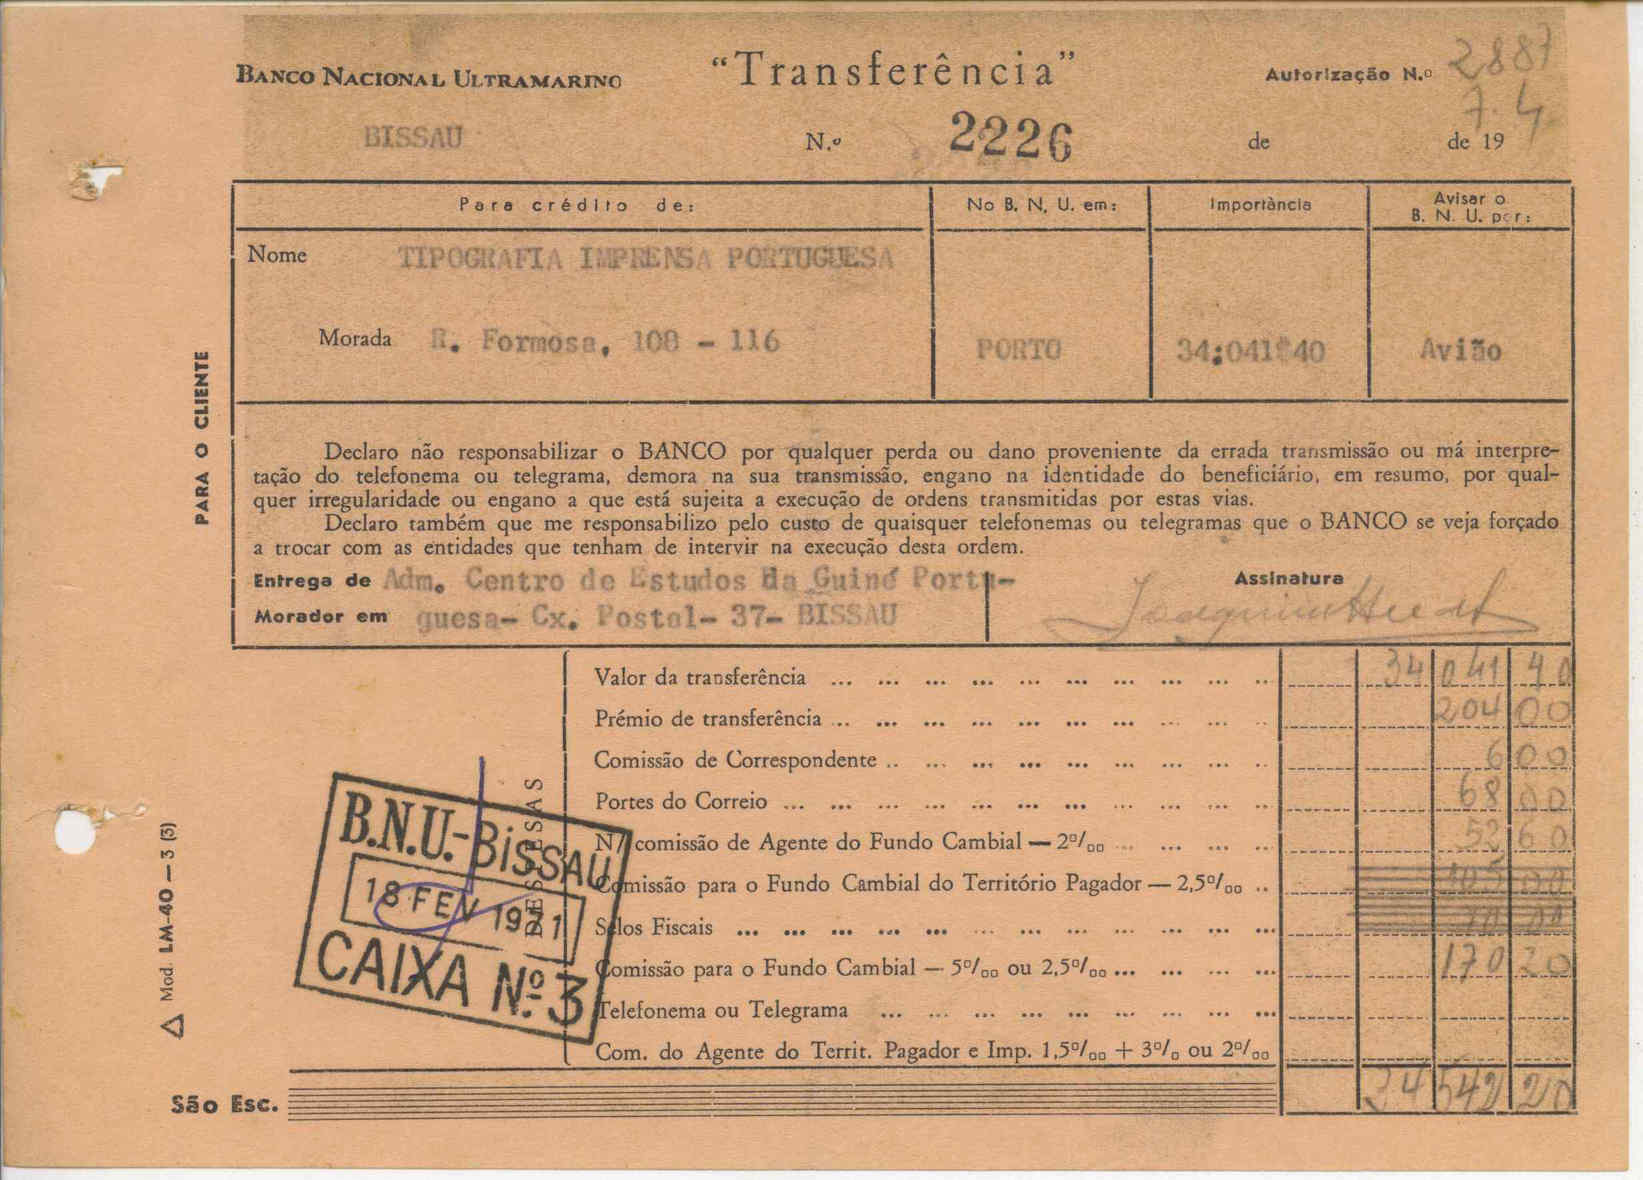 BANCO NACIONAL ULTRAMARINO
“Transferência”
Autorização N.º 2887
7.4
BISSAU
N.º 2226 de de 19
Para crédito de: No B. N. U. em: Importância Avisar o B. N. U. por:
Nome TIPOGRAFIA IMPRENSA PORTUGUESA
Morada R. Formosa, 108 - 116 PORTO 34:041$40 Avião
PARA O CLIENTE
Declaro não responsabilizar o BANCO por qualquer perda ou dano proveniente da errada transmissão ou má interpre-
tação do telefonema ou telegrama, demora na sua transmissão, engano na identidade do beneficiário, em resumo, por qual-
quer irregularidade ou engano a que está sujeita a execução de ordens transmitidas por estas vias.
Declaro também que me responsabilizo pelo custo de quaisquer telefonemas ou telegramas que o BANCO se veja forçado
a trocar com as entidades que tenham de intervir na execução desta ordem.
Entrega de Adm. Centro de Estudos da Guiné Portu-
Assinatura
Morador em guesa- Cx. Postal- 37- BISSAU
Valor da transferência ... ... ... ... ... ... ... ... ... ... 34 041 40
Prémio de transferência ... ... ... ... ... ... ... ... ... ... 204 00
Comissão de Correspondente .. ... ... ... ... ... ... ... ... 6 00
Portes do Correio ... ... ... ... ... ... ... ... ... ... ... 68 00
N/ comissão de Agente do Fundo Cambial — 2º/ₒₒ ... ... ... ... 52 60
Comissão para o Fundo Cambial do Território Pagador — 2,5º/ₒₒ ..
Selos Fiscais ... ... ... ... ... ... ... ... ... ... ... ...
Comissão para o Fundo Cambial — 5º/ₒₒ ou 2,5º/ₒₒ ... ... ... ... 170 20
Telefonema ou Telegrama ... ... ... ... ... ... ... ... ...
Com. do Agente do Territ. Pagador e Imp. 1,5º/ₒₒ + 3º/ₒ ou 2º/ₒₒ
DESPESAS
B.N.U.-BiSSAU
18 FEV 1971
CAIXA Nº 3
Mod. LM-40 — 3 (3)
São Esc. 34 542 20